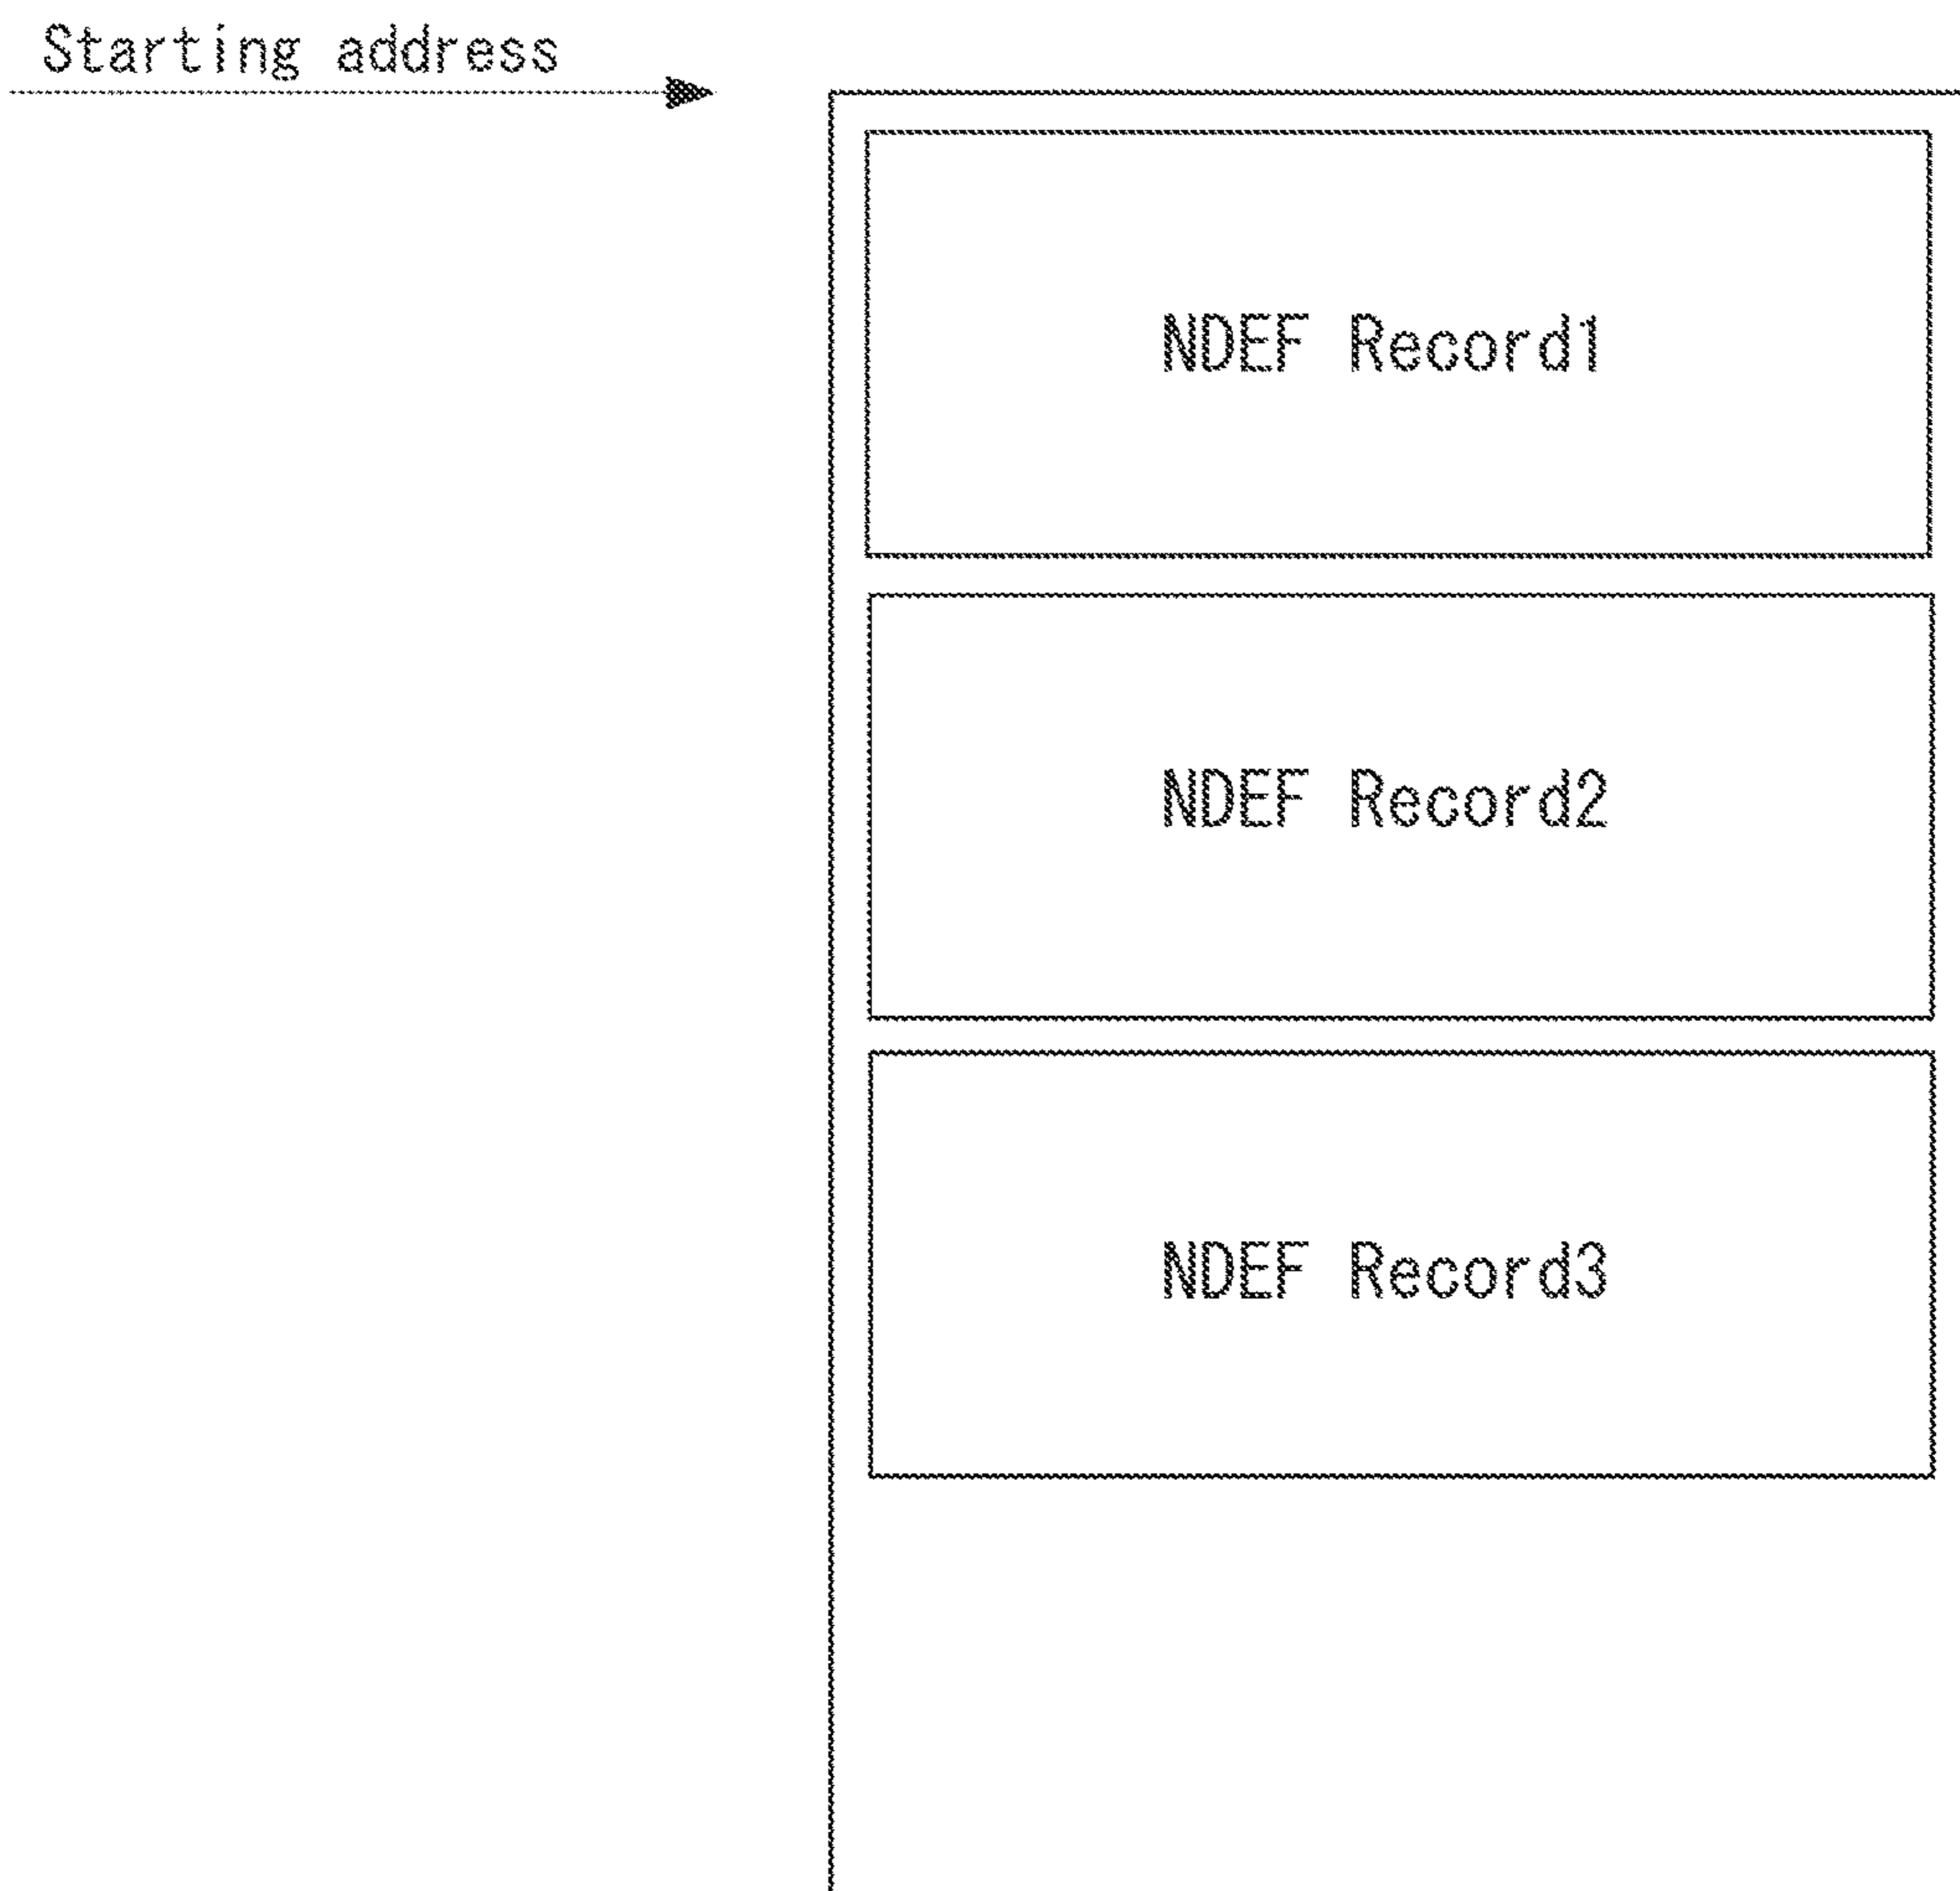 Starting address
NDEF Record1
NDEF Record2
NDEF Record3